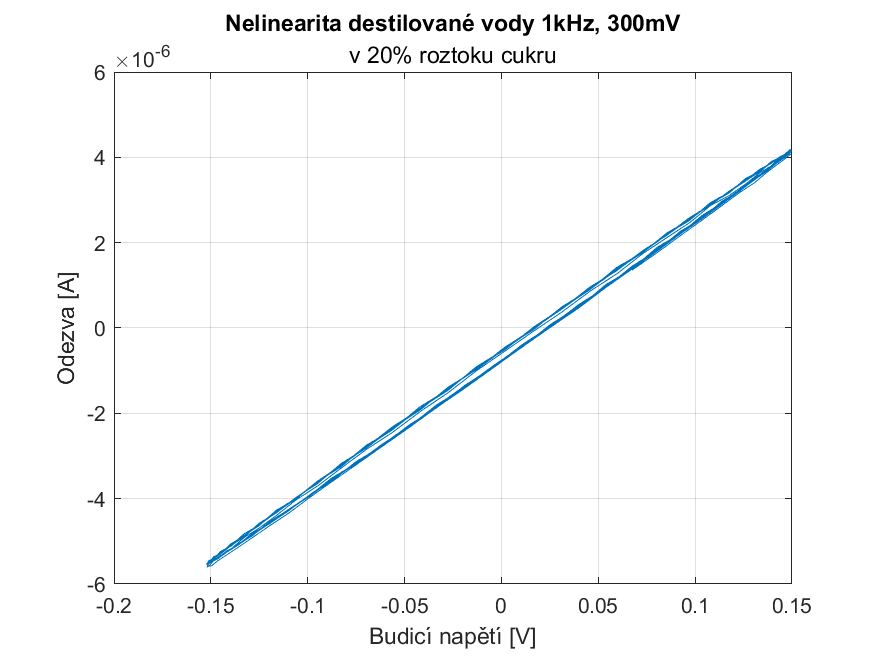 Nelinearita destilované vody 1kHz, 300mV
v 20% roztoku cukru
×10^-6
6
4
2
0
-2
-4
-6
Odezva [A]
-0.2 -0.15 -0.1 -0.05 0 0.05 0.1 0.15
Budicí napětí [V]